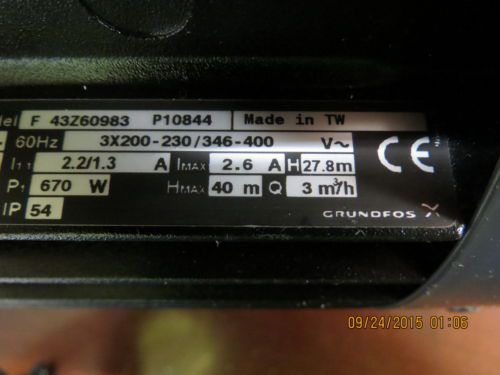 F 43Z60983 P10844 Made in TW
60Hz 3X200-230/346-400 V~
I1/1 2.2/1.3 A IMAX 2.6 A H 27.8m
P1 670 W HMAX 40 m Q 3 m³/h
IP 54
CE
GRUNDFOS X
09/24/2015 01:06